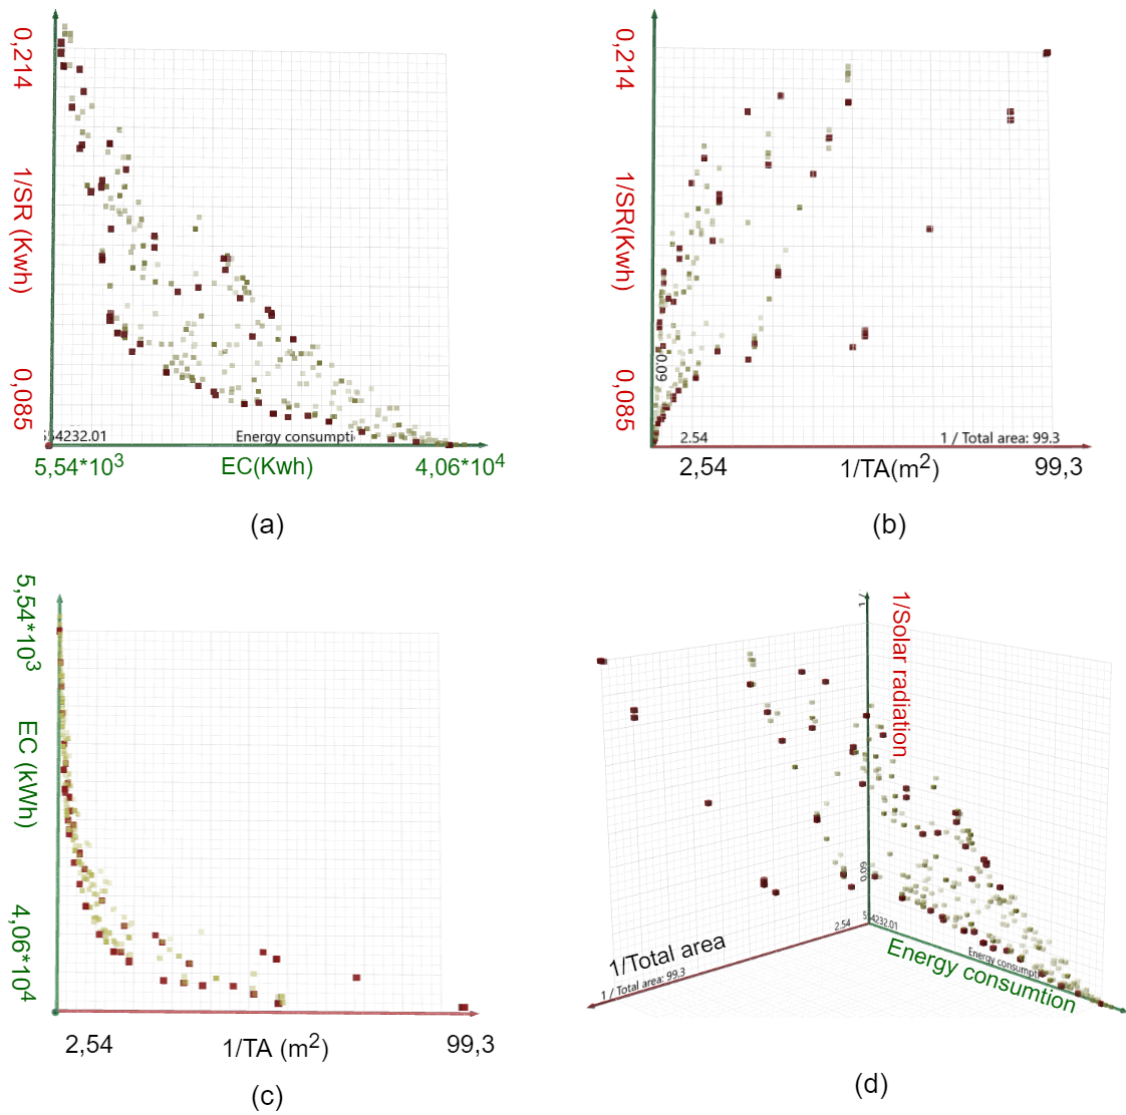 0,214
1/SR (Kwh)
0,085
554232.01
Energy consumpti
5,54*10³
EC(Kwh)
4,06*10⁴
(a)
0,214
1/SR(Kwh)
0,085
0.09
2.54
1 / Total area: 99.3
2,54
1/TA(m²)
99,3
(b)
5,54*10³
EC (kWh)
4,06*10⁴
2,54
1/TA (m²)
99,3
(c)
1/Solar radiation
0.09
2.54
4232.01
1/Total area
1 / Total area: 99.3
Energy consumpti
Energy consumtion
(d)